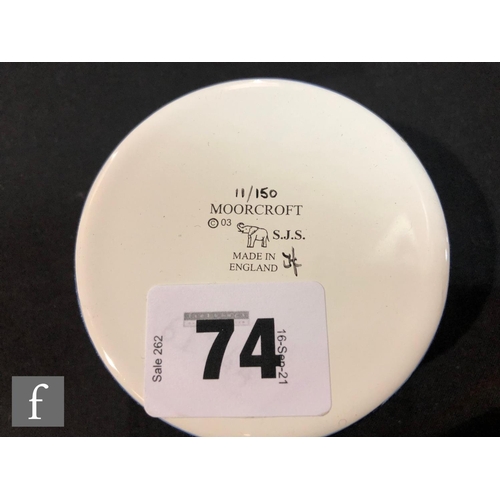 11/150
MOORCROFT
© 03
S.J.S.
MADE IN
ENGLAND
Sale 262
74
16-Sep-21
f